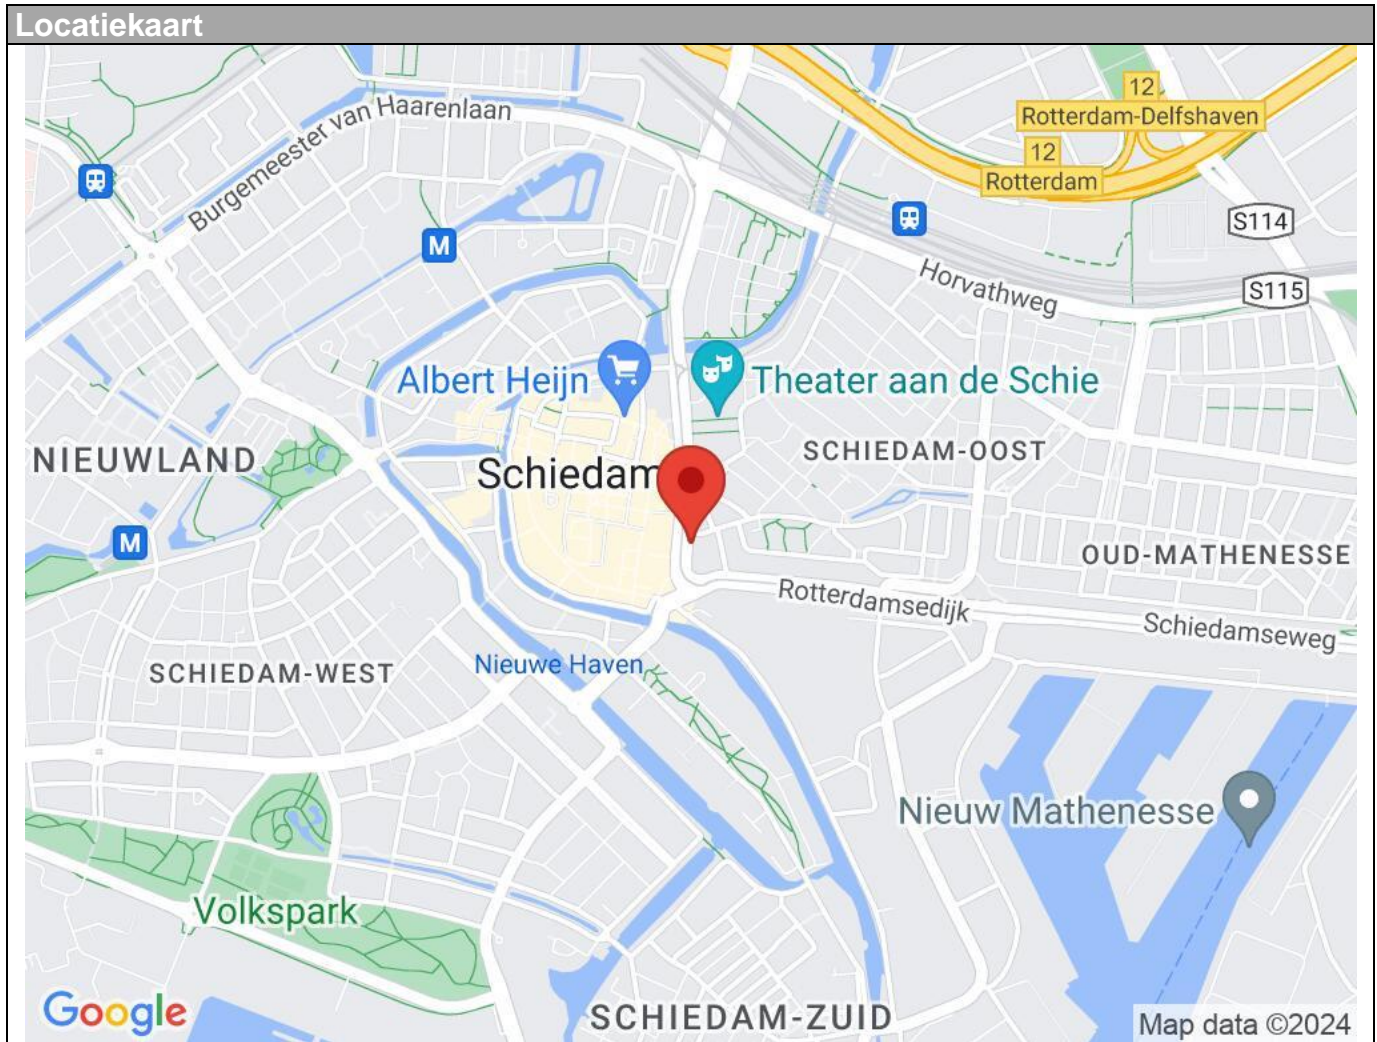 Locatiekaart
12
Rotterdam-Delfshaven
Burgemeester van Haarenlaan
12
Rotterdam
S114
M
Horvathweg
S115
Albert Heijn
Theater aan de Schie
NIEUWLAND
SCHIEDAM-OOST
Schiedam
M
OUD-MATHENESSE
Rotterdamsedijk
Schiedamseweg
SCHIEDAM-WEST
Nieuwe Haven
Nieuw Mathenesse
Volkspark
Google
SCHIEDAM-ZUID
Map data ©2024